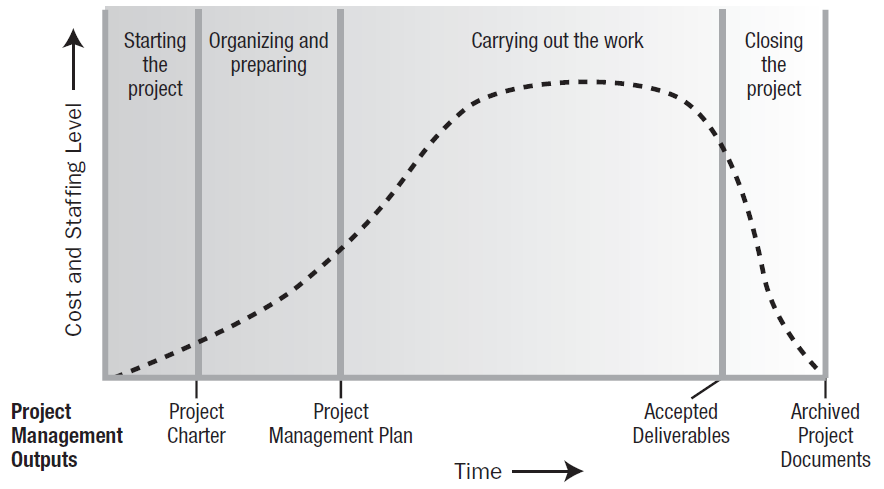 Starting
the
project
Organizing and
preparing
Carrying out the work
Closing
the
project
Cost and Staffing Level
Project
Management
Outputs
Project
Charter
Project
Management Plan
Accepted
Deliverables
Archived
Project
Documents
Time